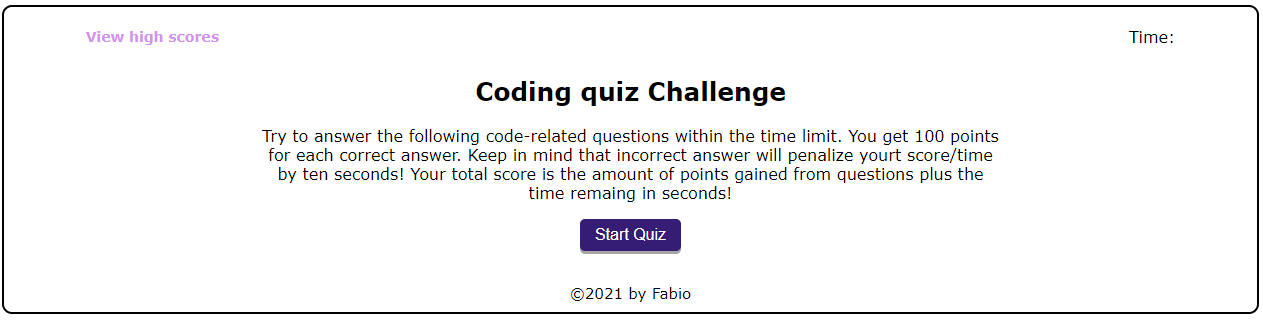 View high scores
Time:
Coding quiz Challenge
Try to answer the following code-related questions within the time limit. You get 100 points
for each correct answer. Keep in mind that incorrect answer will penalize yourt score/time
by ten seconds! Your total score is the amount of points gained from questions plus the
time remaing in seconds!
Start Quiz
©2021 by Fabio